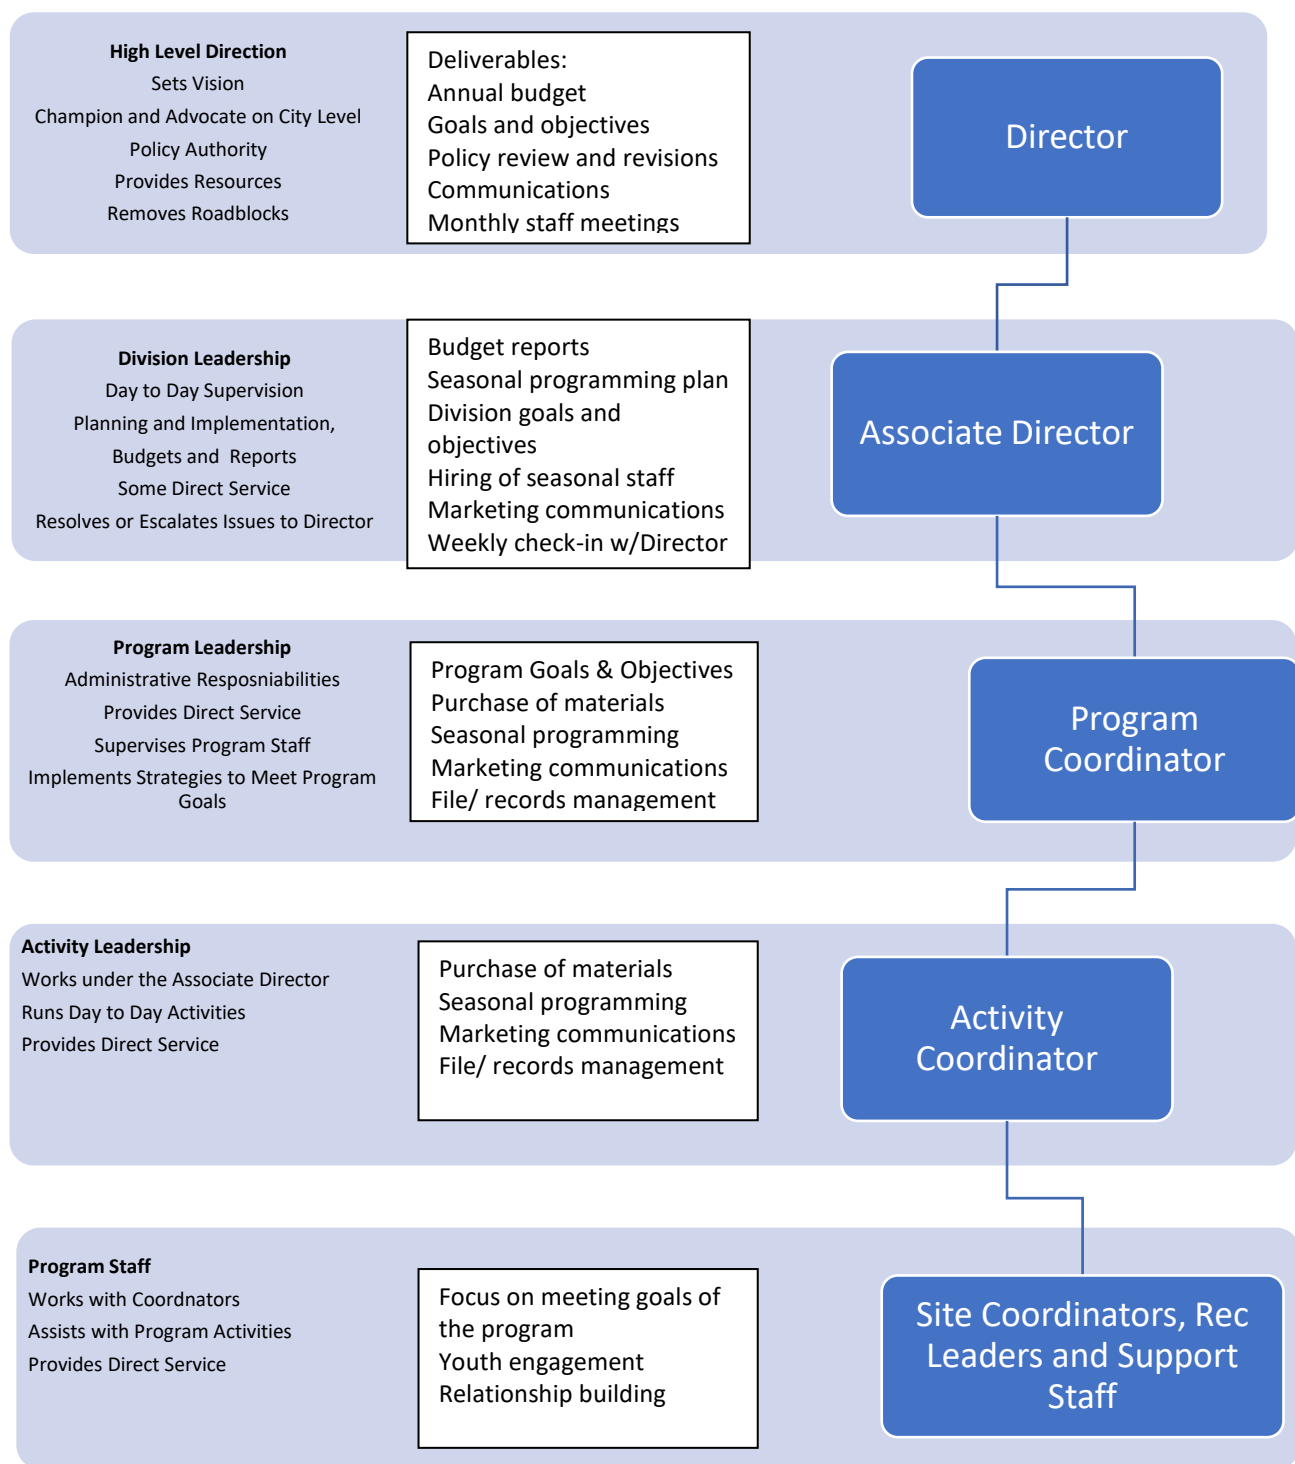 High Level Direction
Sets Vision
Champion and Advocate on City Level
Policy Authority
Provides Resources
Removes Roadblocks
Deliverables:
Annual budget
Goals and objectives
Policy review and revisions
Communications
Monthly staff meetings
Director
Division Leadership
Day to Day Supervision
Planning and Implementation,
Budgets and  Reports
Some Direct Service
Resolves or Escalates Issues to Director
Budget reports
Seasonal programming plan
Division goals and
objectives
Hiring of seasonal staff
Marketing communications
Weekly check-in w/Director
Associate Director
Program Leadership
Administrative Resposniabilities
Provides Direct Service
Supervises Program Staff
Implements Strategies to Meet Program
Goals
Program Goals & Objectives
Purchase of materials
Seasonal programming
Marketing communications
File/ records management
Program
Coordinator
Activity Leadership
Works under the Associate Director
Runs Day to Day Activities
Provides Direct Service
Purchase of materials
Seasonal programming
Marketing communications
File/ records management
Activity
Coordinator
Program Staff
Works with Coordnators
Assists with Program Activities
Provides Direct Service
Focus on meeting goals of
the program
Youth engagement
Relationship building
Site Coordinators, Rec
Leaders and Support
Staff